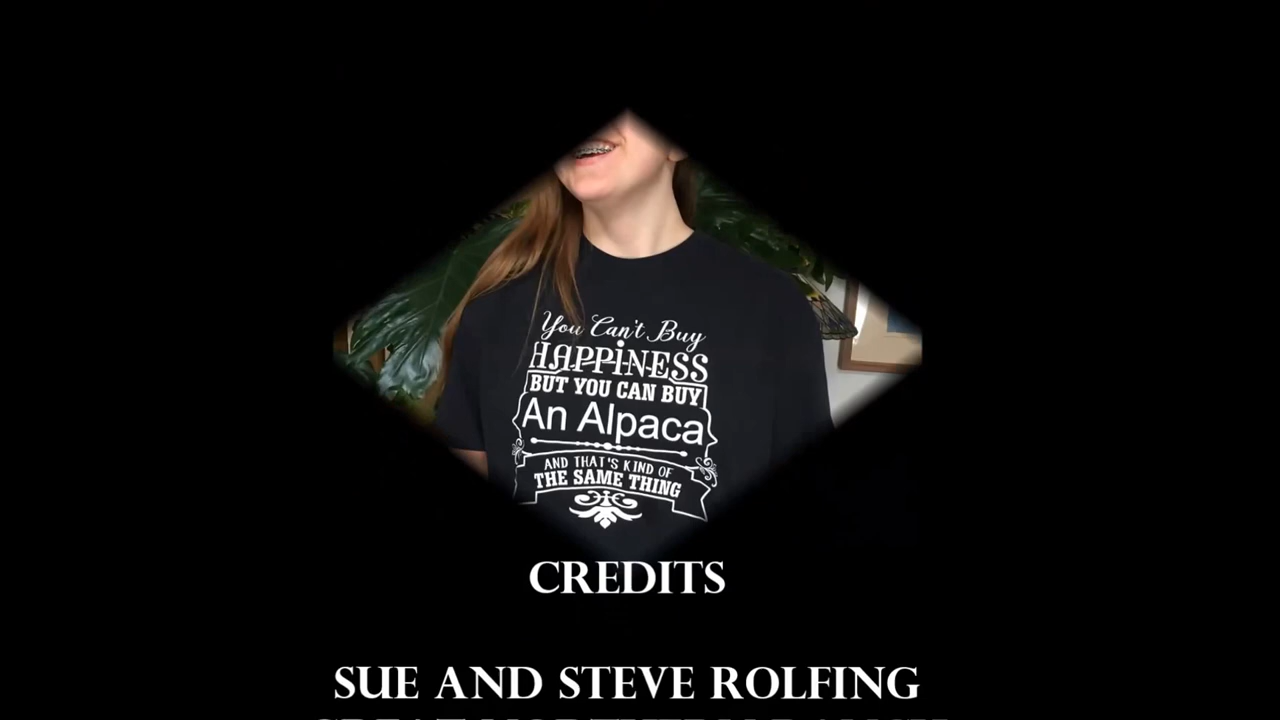 You Can't Buy
HAPPiNESS
BUT YOU CAN BUY
An Alpaca
AND THAT'S KIND OF
THE SAME THING
CREDITS
SUE AND STEVE ROLFING